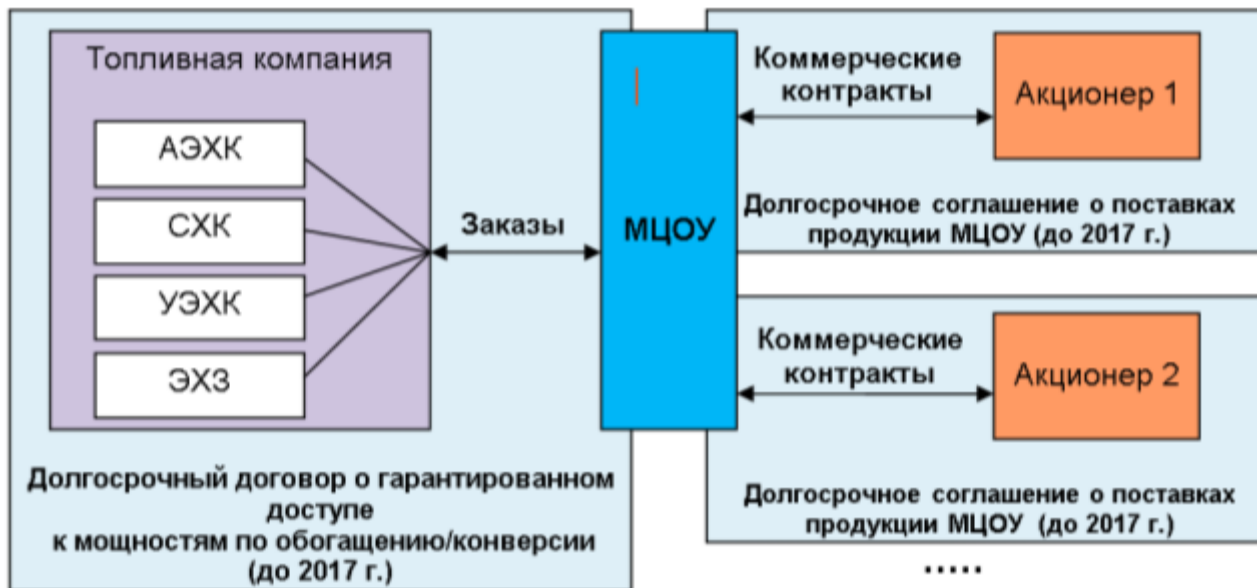 Топливная компания
АЭХК
СХК
УЭХК
ЭХЗ
Заказы
Долгосрочный договор о гарантированном
доступе
к мощностям по обогащению/конверсии
(до 2017 г.)
МЦОУ
Коммерческие
контракты
Акционер 1
Долгосрочное соглашение о поставках
продукции МЦОУ (до 2017 г.)
Коммерческие
контракты
Акционер 2
Долгосрочное соглашение о поставках
продукции МЦОУ (до 2017 г.)
.....